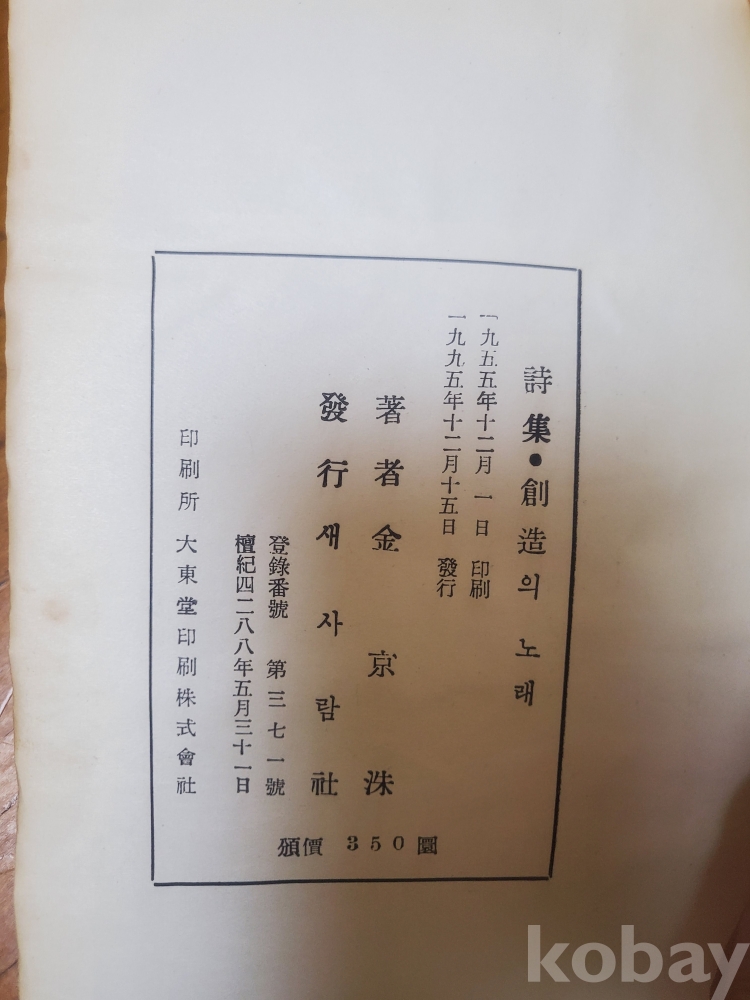 詩集•創造의 노래
一九五五年十二月 一日 印刷
一九九五年十二月十五日 發行
著者 金京洙
發行 새사람社
登錄番號 第三七一號
檀紀四二八八年五月三十一日
印刷所 大東堂印刷株式會社
頒價 350圜
kobay